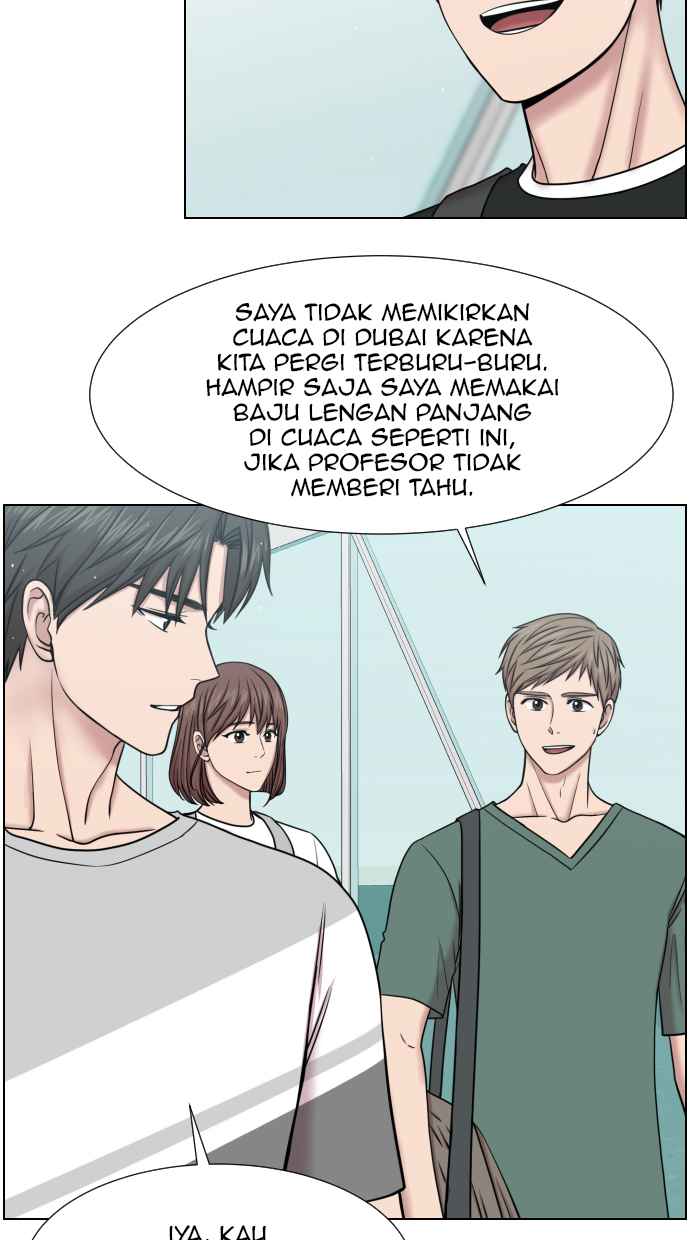 SAYA TIDAK MEMIKIRKAN
CUACA DI DUBAI KARENA
KITA PERGI TERBURU-BURU.
HAMPIR SAJA SAYA MEMAKAI
BAJU LENGAN PANJANG
DI CUACA SEPERTI INI,
JIKA PROFESOR TIDAK
MEMBERI TAHU.
IYA, KAU